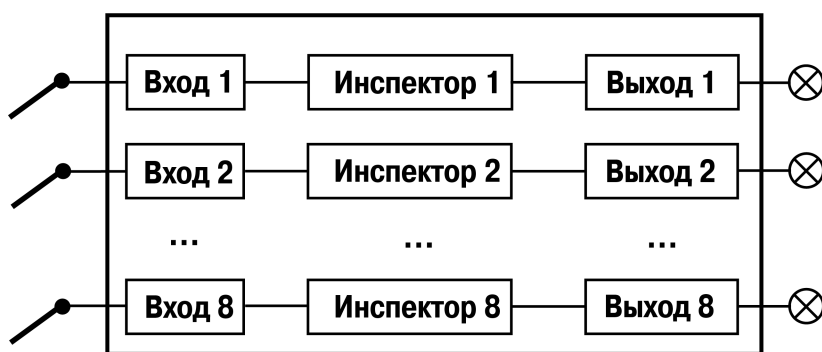 Вход 1 Инспектор 1 Выход 1
Вход 2 Инспектор 2 Выход 2
... ... ...
Вход 8 Инспектор 8 Выход 8